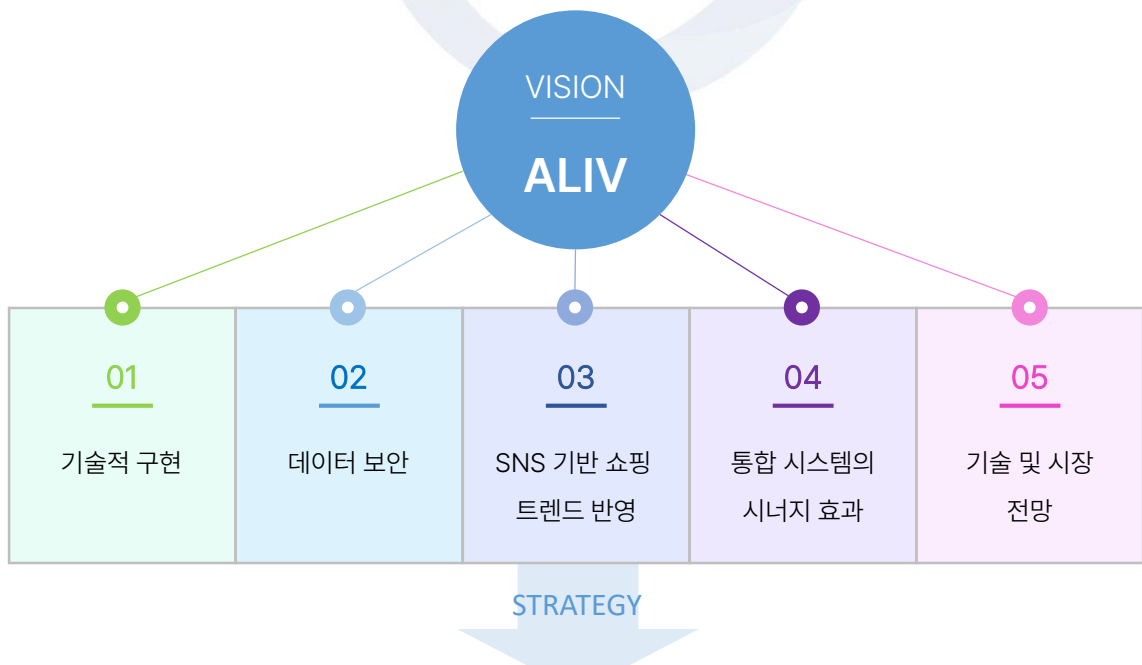 VISION
ALIV
01
기술적 구현
02
데이터 보안
03
SNS 기반 쇼핑
트렌드 반영
04
통합 시스템의
시너지 효과
05
기술 및 시장
전망
STRATEGY